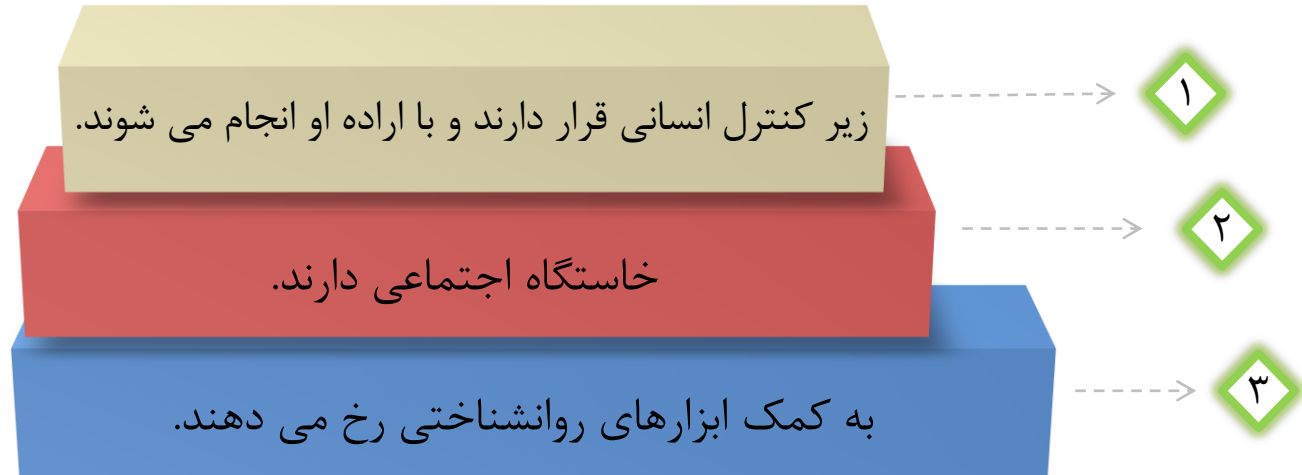 زیر کنترل انسانی قرار دارند و با اراده او انجام می شوند.
۱
خاستگاه اجتماعی دارند.
۲
به کمک ابزارهای روانشناختی رخ می دهند.
۳